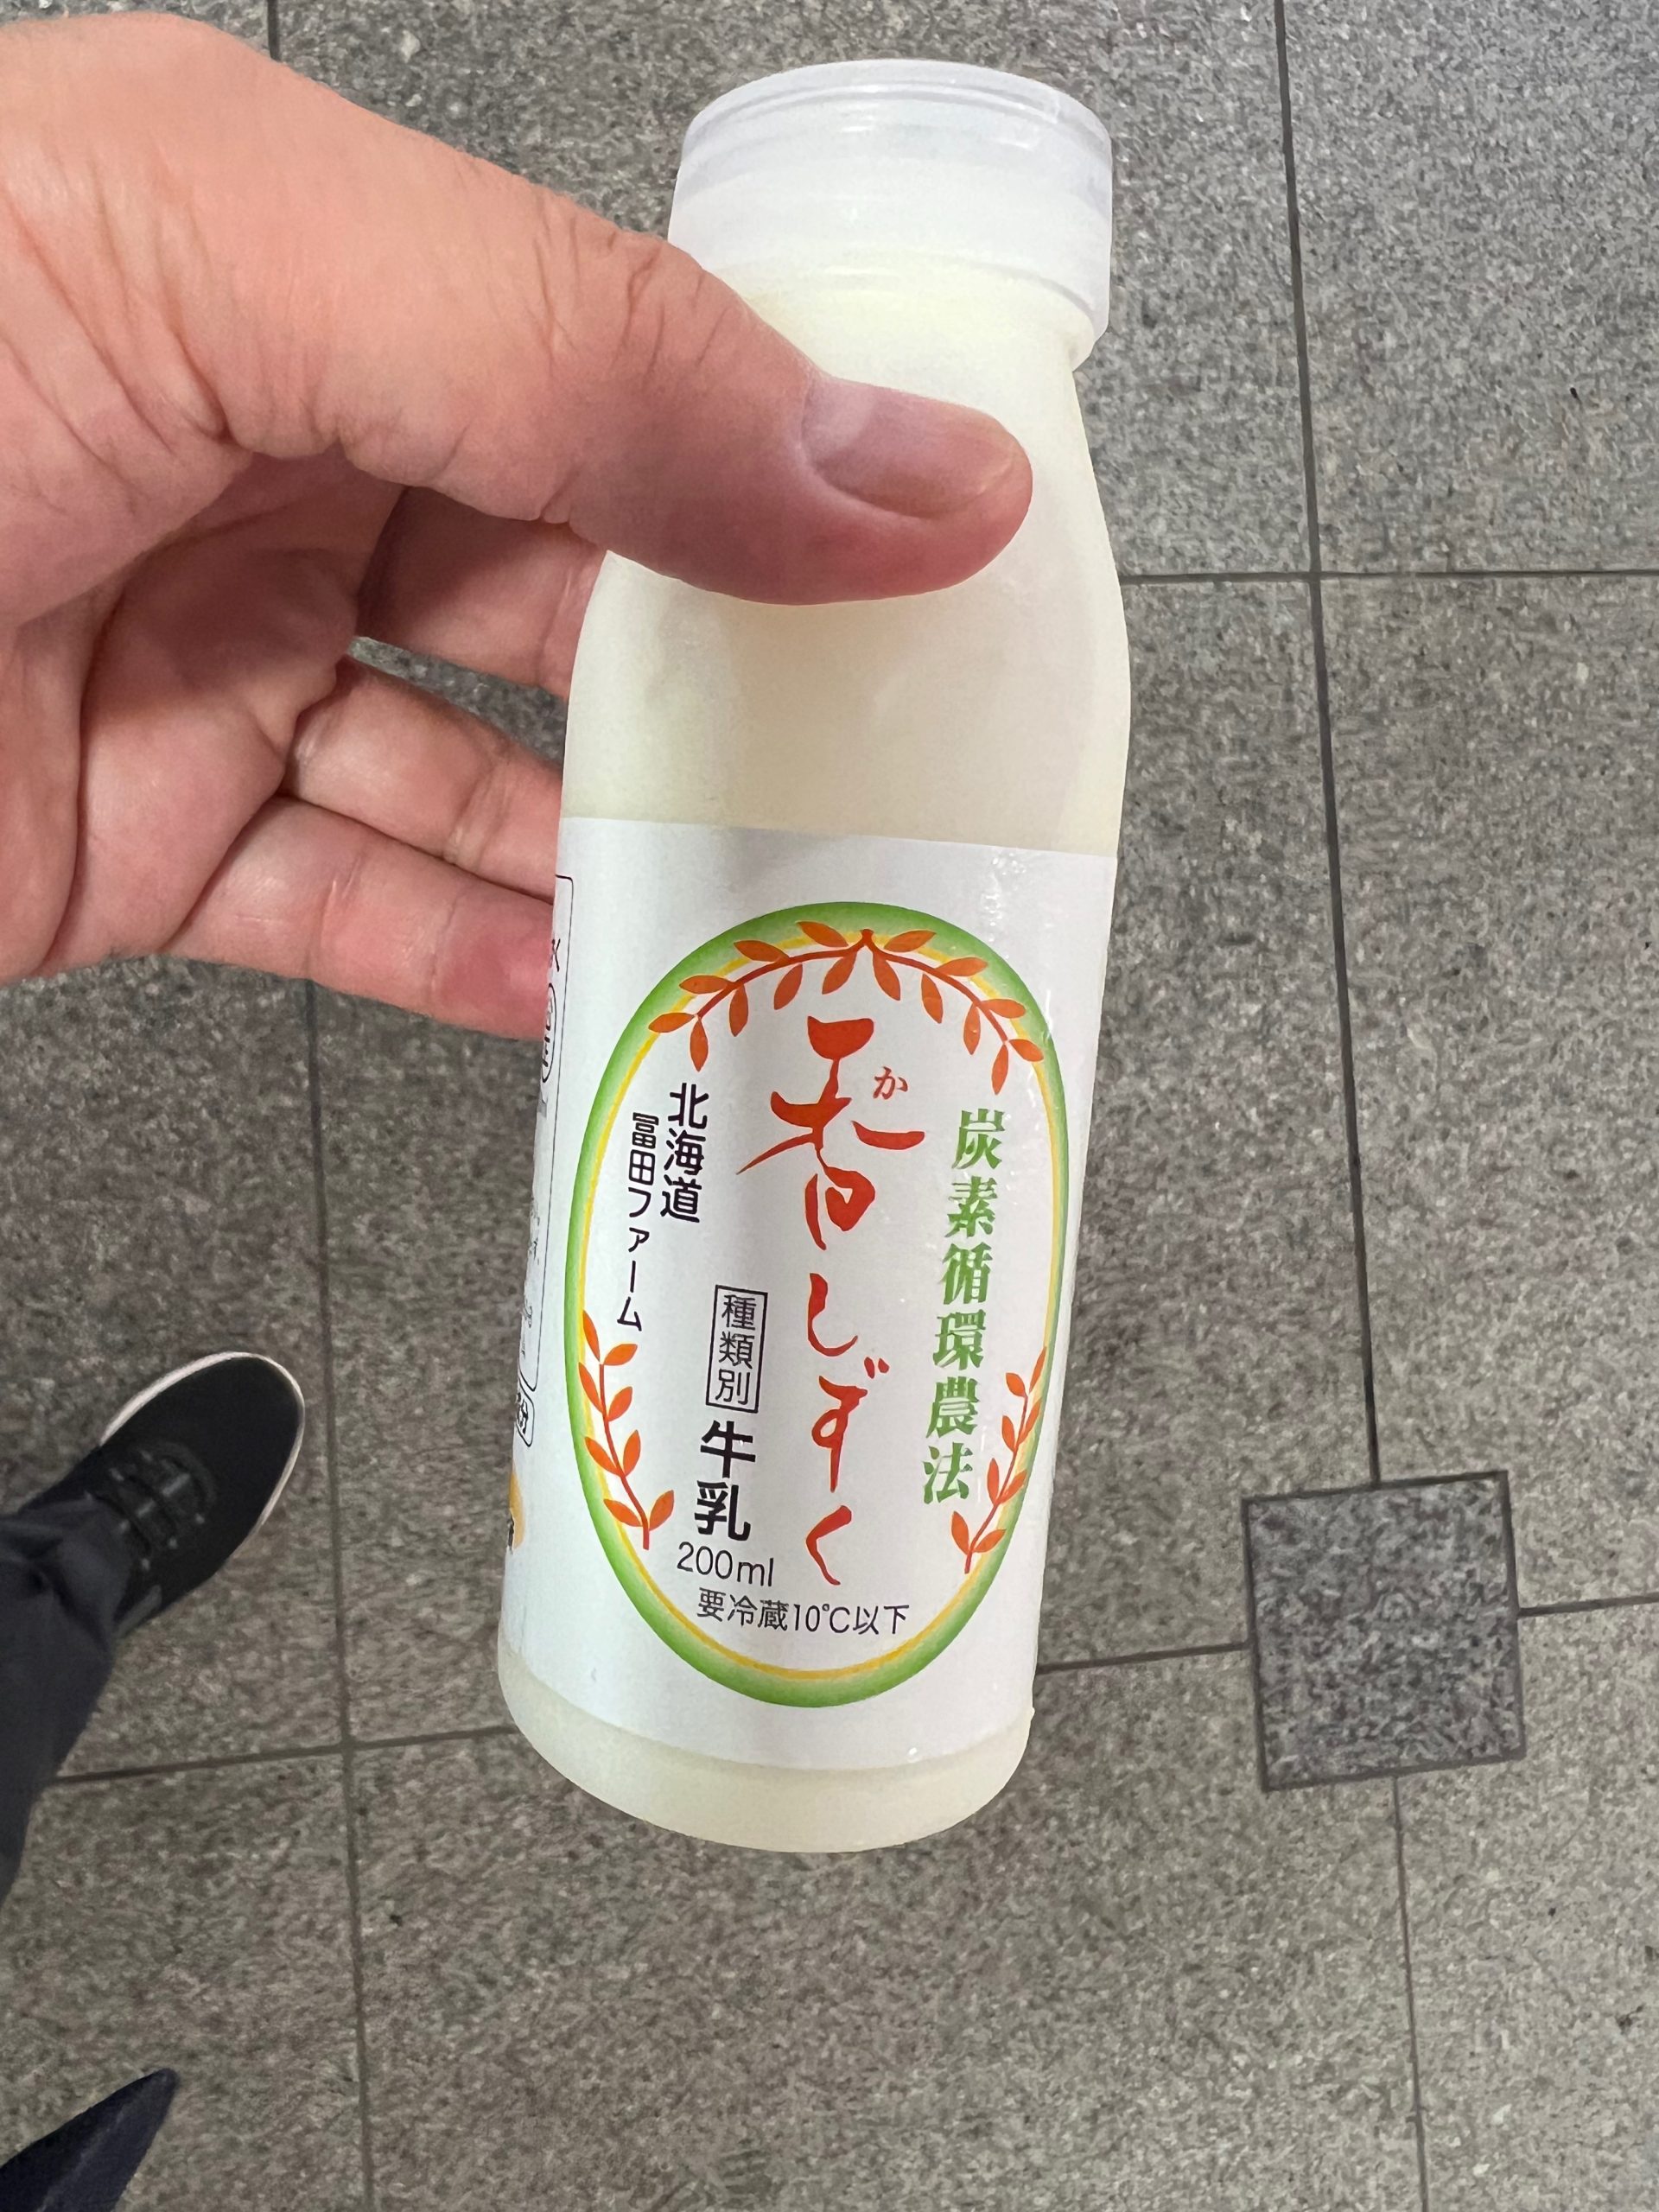 炭素循環農法
香しずく
か
北海道
冨田ファーム
種類別
牛乳
200ml
要冷蔵10℃以下